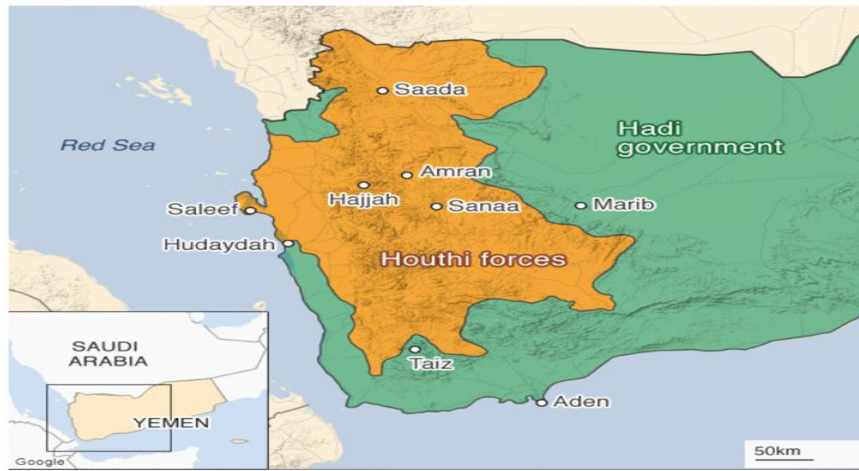 Saada
Red Sea
Hadi
government
Amran
Hajjah
Saleef
Sanaa
Marib
Hudaydah
Houthi forces
SAUDI
ARABIA
Taiz
Aden
YEMEN
50km
Google